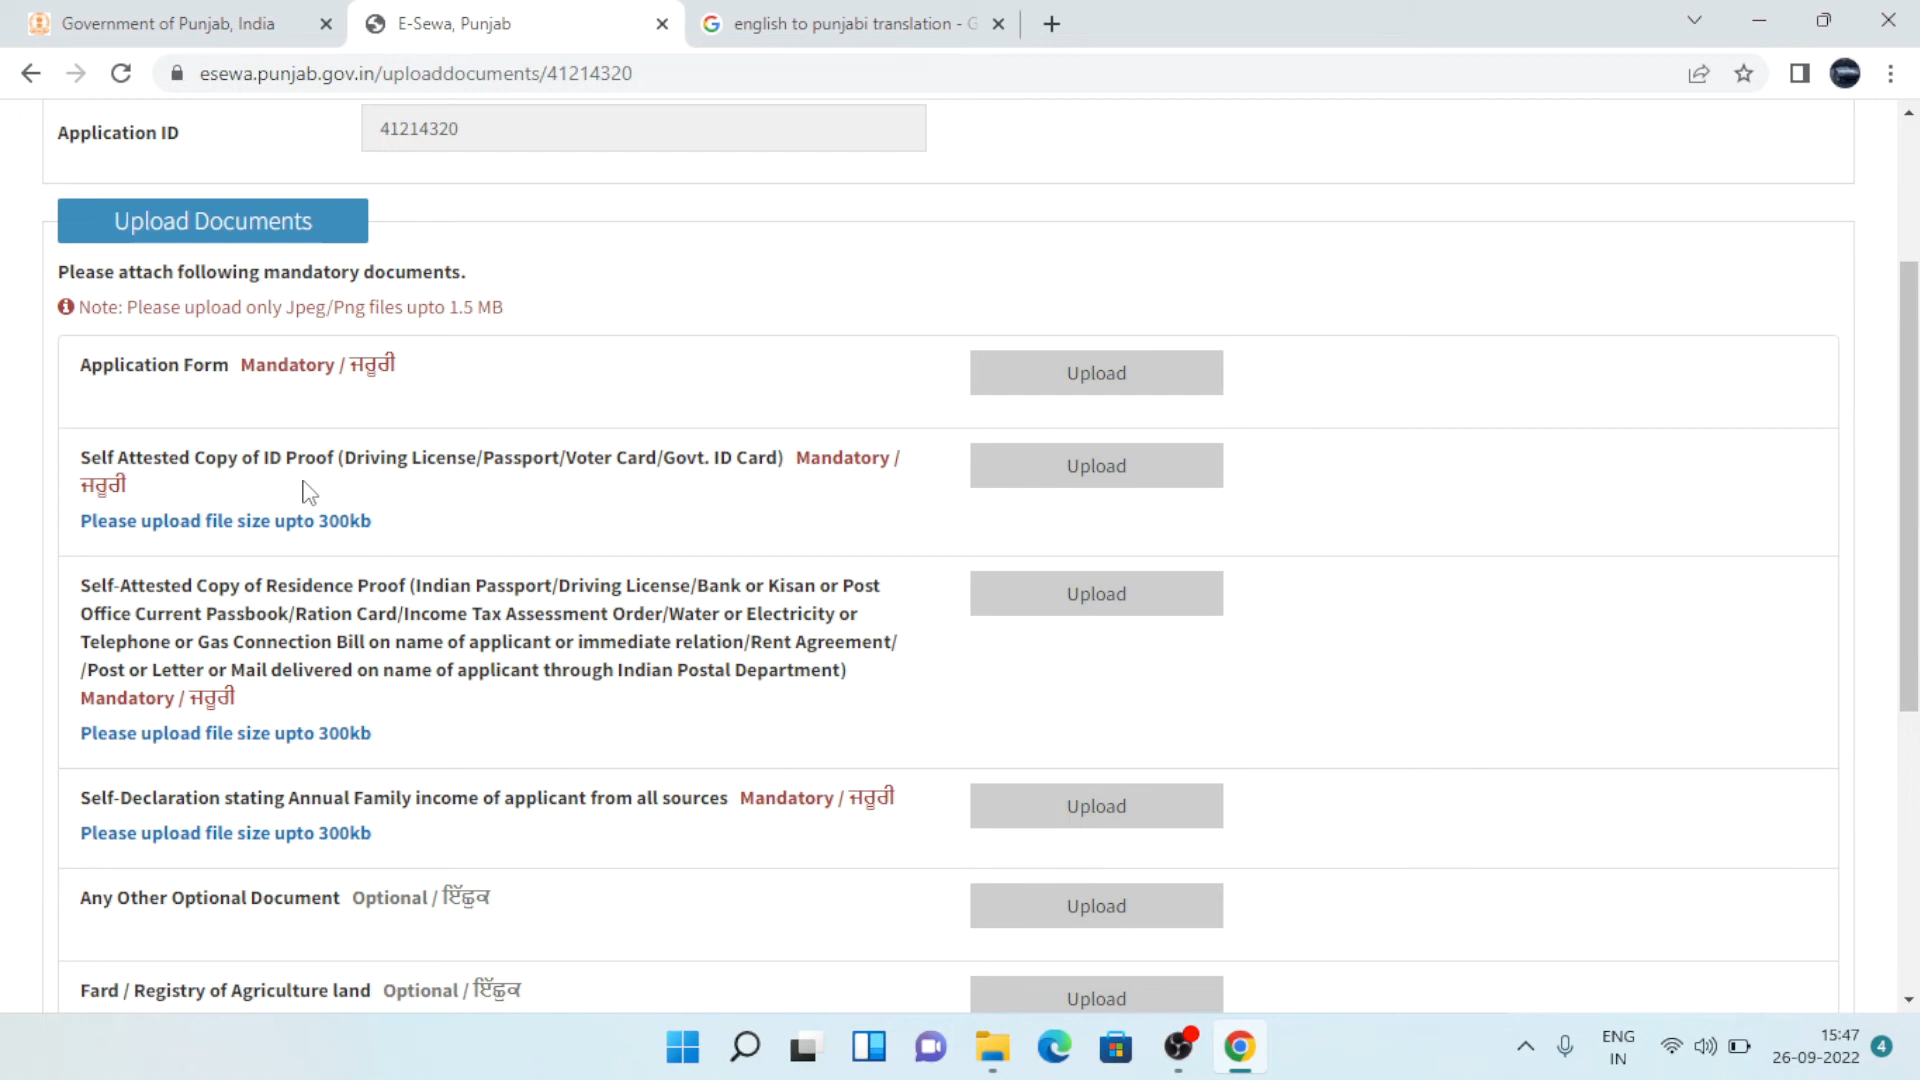 Government of Punjab, India
E-Sewa, Punjab
english to punjabi translation - G
esewa.punjab.gov.in/uploaddocuments/41214320
Application ID
41214320
Upload Documents
Please attach following mandatory documents.
Note: Please upload only Jpeg/Png files upto 1.5 MB
Application Form Mandatory / ਜਰੂਰੀ
Upload
Self Attested Copy of ID Proof (Driving License/Passport/Voter Card/Govt. ID Card) Mandatory /
ਜਰੂਰੀ
Upload
Please upload file size upto 300kb
Self-Attested Copy of Residence Proof (Indian Passport/Driving License/Bank or Kisan or Post
Office Current Passbook/Ration Card/Income Tax Assessment Order/Water or Electricity or
Telephone or Gas Connection Bill on name of applicant or immediate relation/Rent Agreement/
/Post or Letter or Mail delivered on name of applicant through Indian Postal Department)
Mandatory / ਜਰੂਰੀ
Upload
Please upload file size upto 300kb
Self-Declaration stating Annual Family income of applicant from all sources Mandatory / ਜਰੂਰੀ
Upload
Please upload file size upto 300kb
Any Other Optional Document Optional / ਇੱਛੁਕ
Upload
Fard / Registry of Agriculture land Optional / ਇੱਛੁਕ
Upload
ENG
IN
15:47
26-09-2022
4